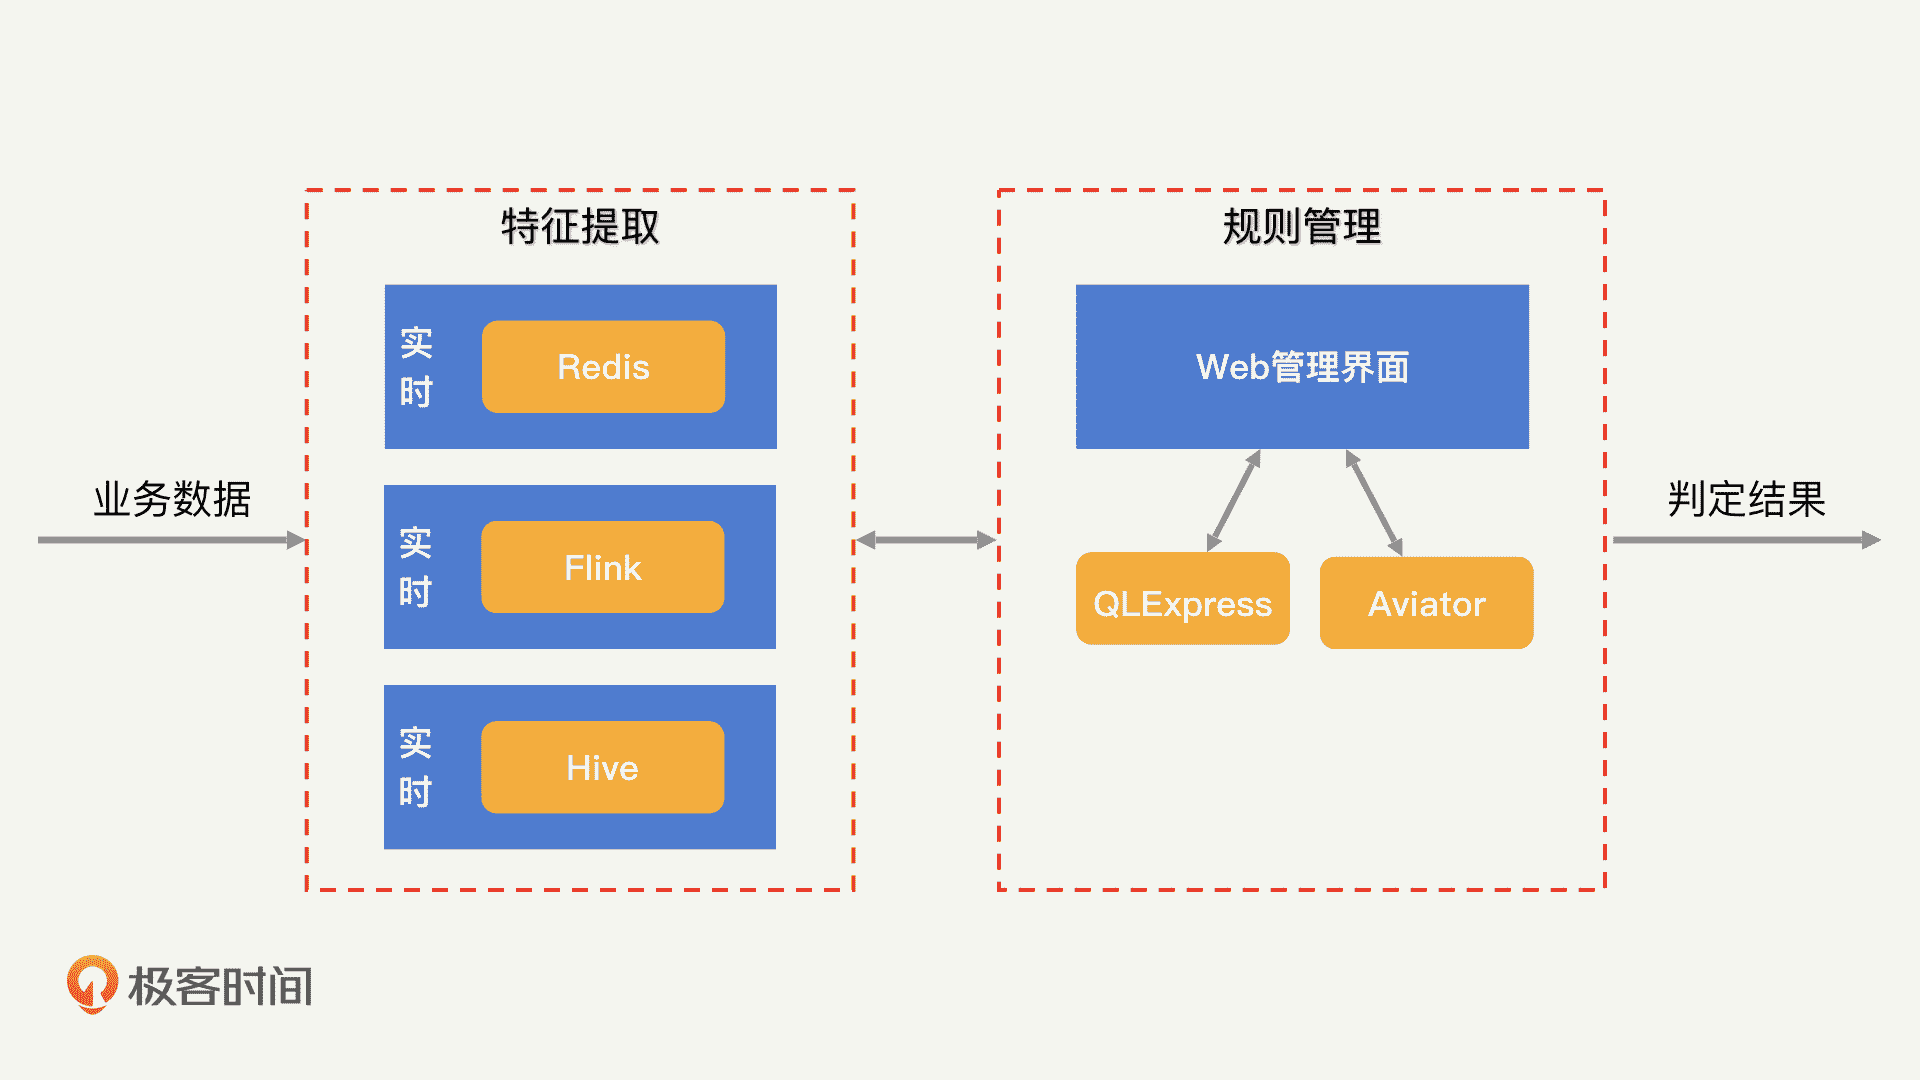 业务数据
特征提取
实时
Redis
实时
Flink
实时
Hive
规则管理
Web管理界面
QLExpress
Aviator
判定结果
极客时间